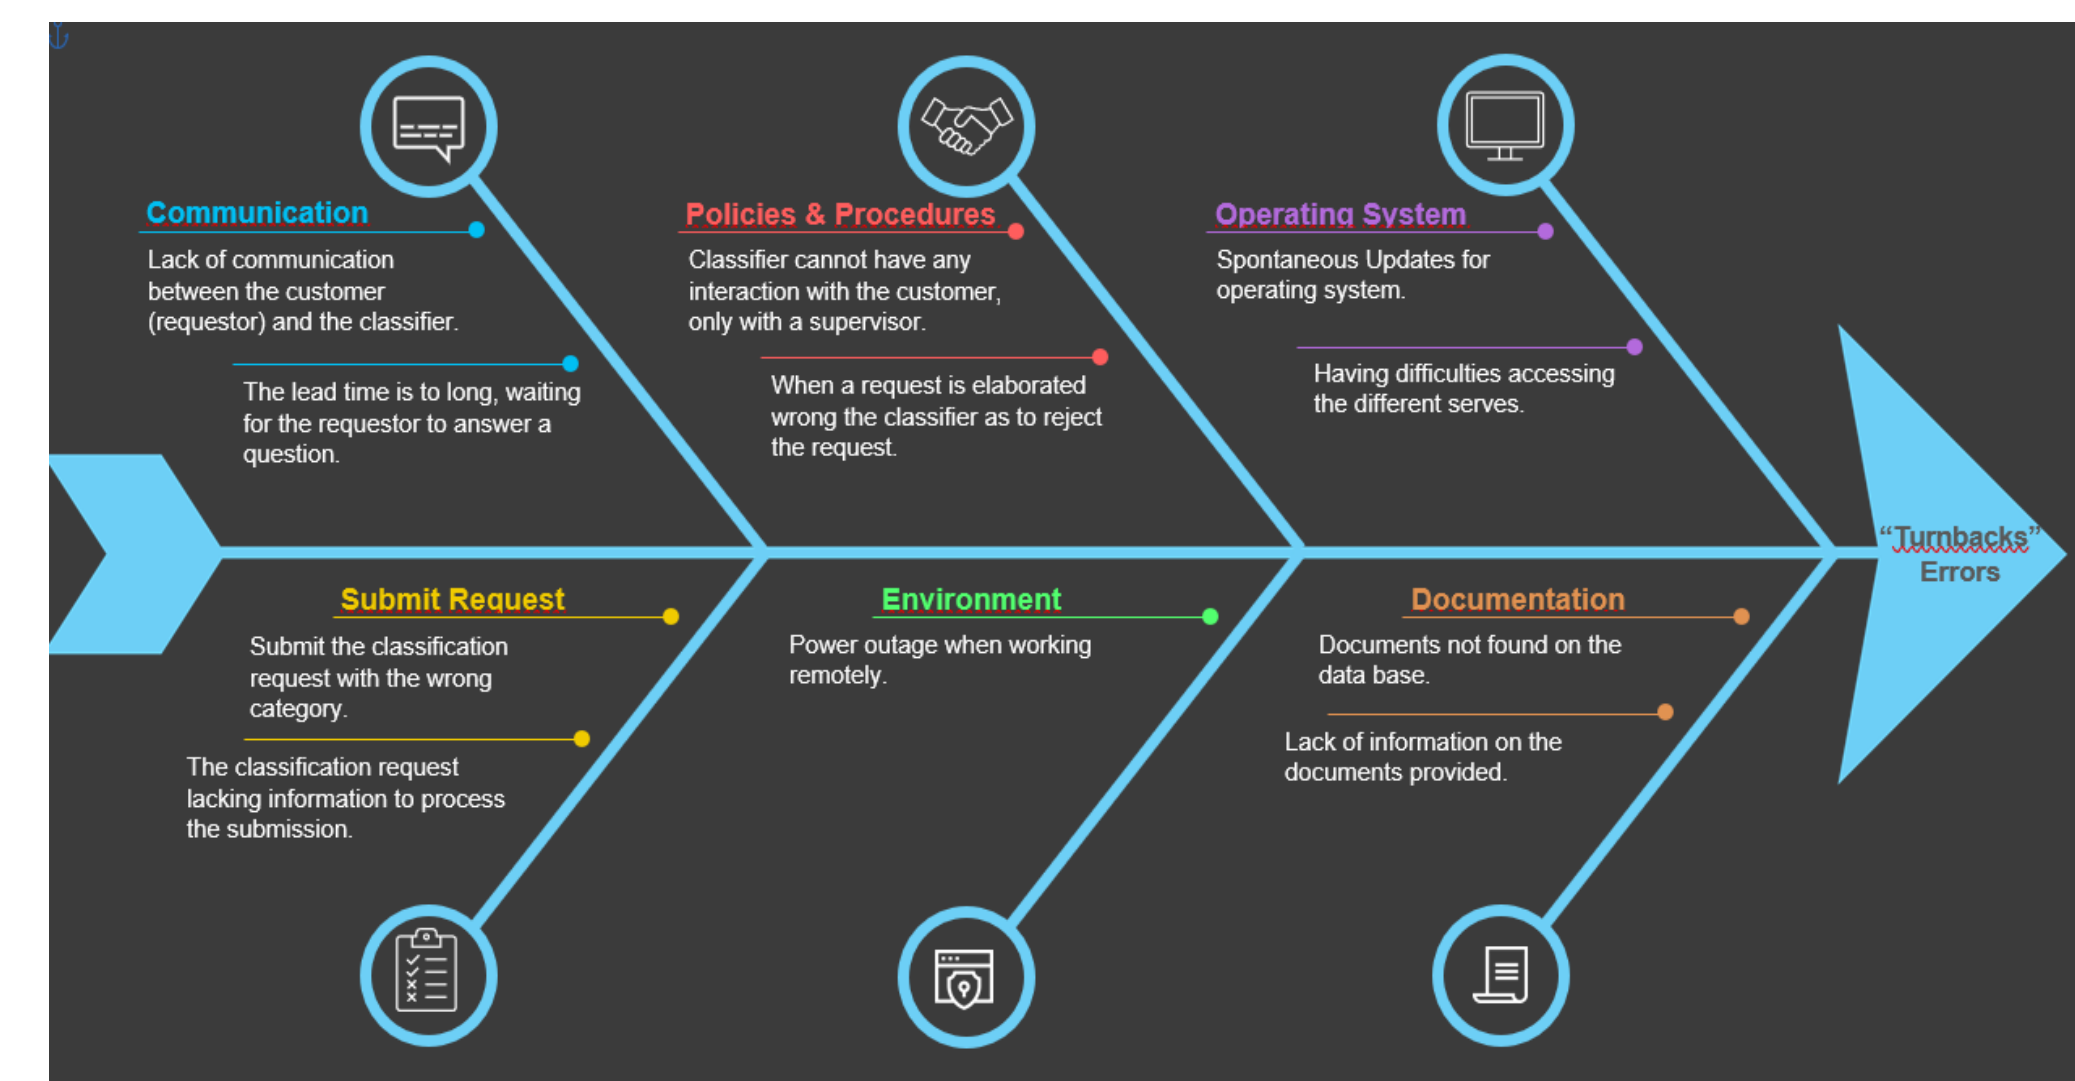 Communication
Lack of communication
between the customer
(requestor) and the classifier.
The lead time is to long, waiting
for the requestor to answer a
question.
Policies & Procedures
Classifier cannot have any
interaction with the customer,
only with a supervisor.
When a request is elaborated
wrong the classifier as to reject
the request.
Operating System
Spontaneous Updates for
operating system.
Having difficulties accessing
the different serves.
“Turnbacks”
Errors
Submit Request
Submit the classification
request with the wrong
category.
The classification request
lacking information to process
the submission.
Environment
Power outage when working
remotely.
Documentation
Documents not found on the
data base.
Lack of information on the
documents provided.